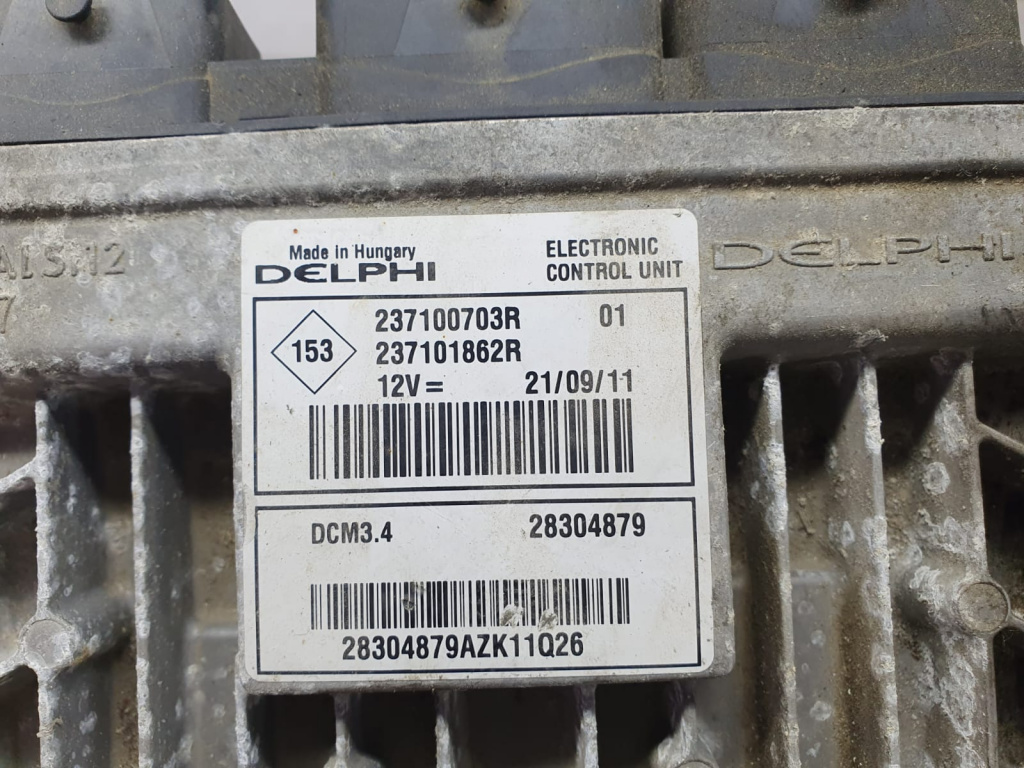 Made in Hungary
DELPHI
ELECTRONIC
CONTROL UNIT
DELPHI
153
237100703R 01
237101862R
12V= 21/09/11
DCM3.4 28304879
28304879AZK11Q26